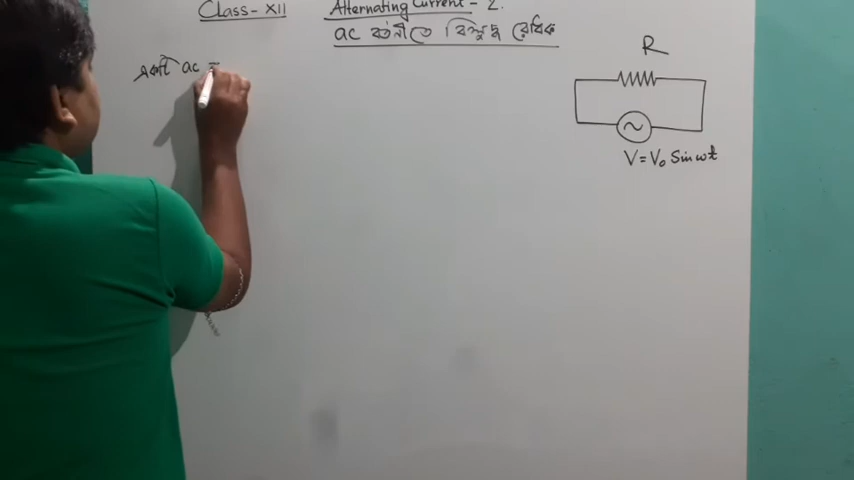 Class-XII
Alternating Current - 2.
ac বর্তনীতে বিশুদ্ধ রোধক
একটি ac
R
V = V₀ Sin ωt